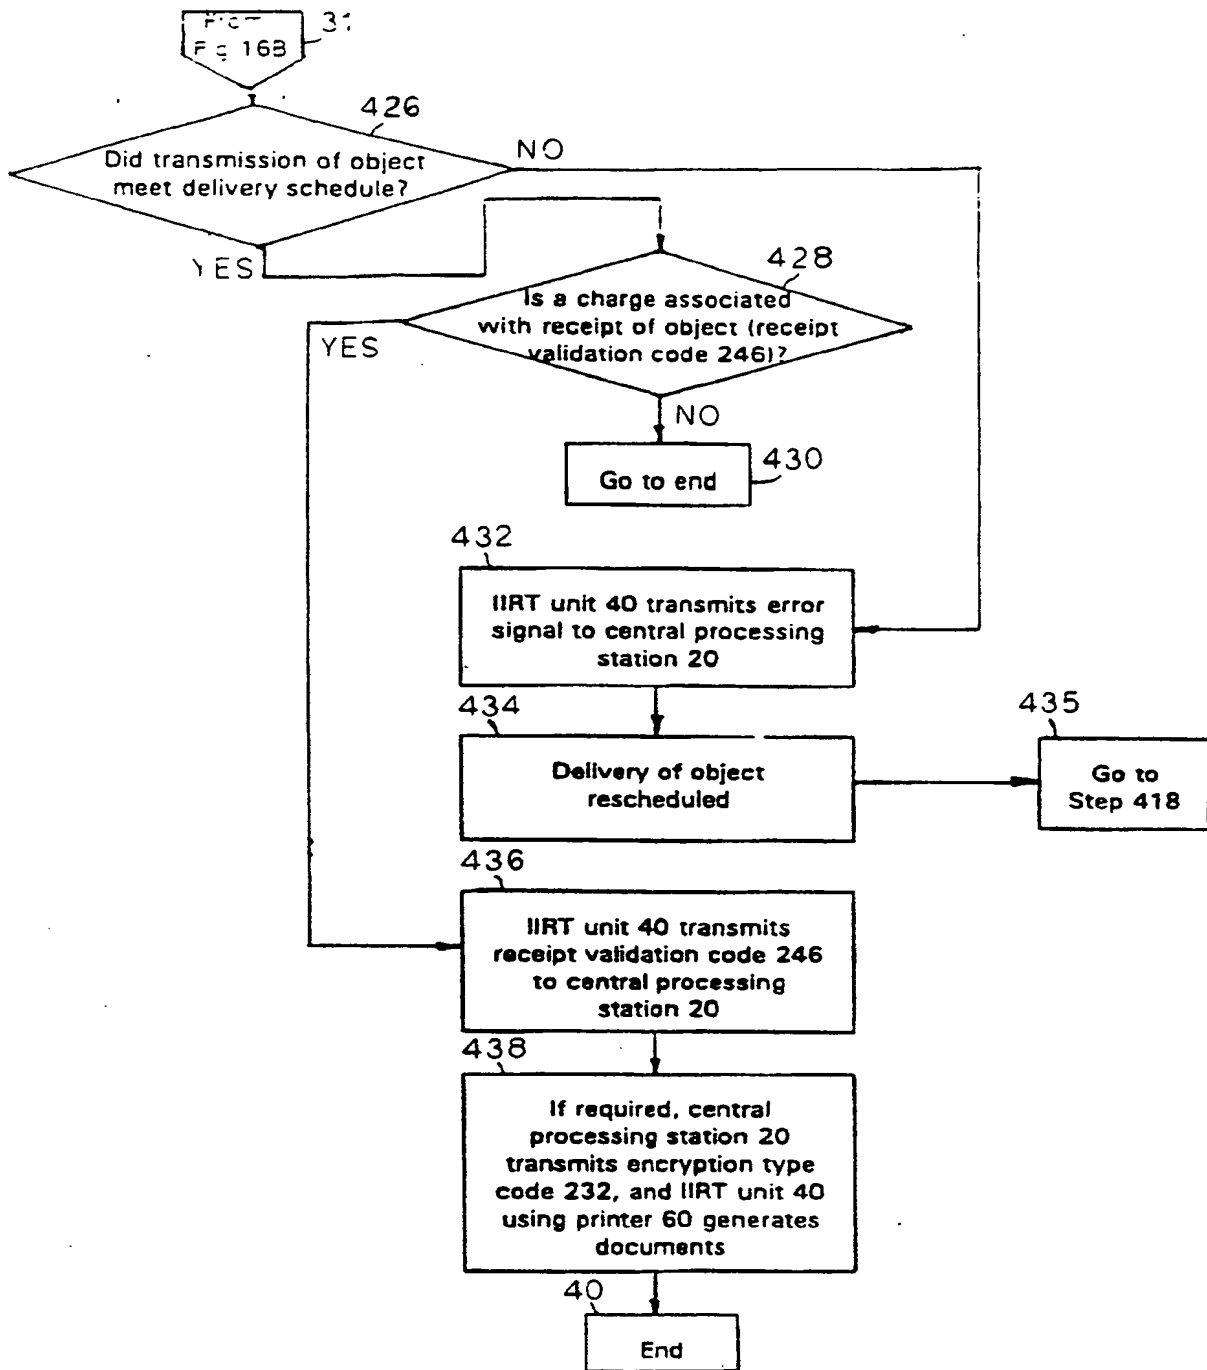 From
Fig 16B
31
426
Did transmission of object
meet delivery schedule?
NO
YES
428
Is a charge associated
with receipt of object (receipt
validation code 246)?
YES
NO
Go to end
430
432
IIRT unit 40 transmits error
signal to central processing
station 20
434
Delivery of object
rescheduled
435
Go to
Step 418
436
IIRT unit 40 transmits
receipt validation code 246
to central processing
station 20
438
If required, central
processing station 20
transmits encryption type
code 232, and IIRT unit 40
using printer 60 generates
documents
40
End